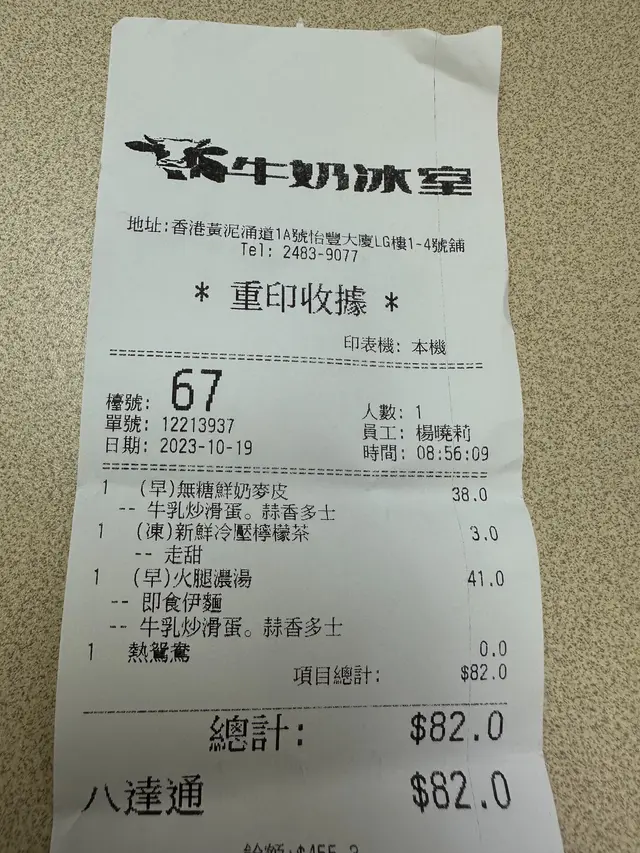 牛奶冰室
地址:香港黃泥涌道1A號怡豐大廈LG樓1-4號舖
Tel: 2483-9077
* 重印收據 *
印表機: 本機
檯號: 67 人數: 1
單號: 12213937 員工: 楊曉莉
日期: 2023-10-19 時間: 08:56:09
1 (早)無糖鮮奶麥皮 38.0
-- 牛乳炒滑蛋。蒜香多士
1 (凍)新鮮冷壓檸檬茶 3.0
-- 走甜
1 (早)火腿濃湯 41.0
-- 即食伊麵
-- 牛乳炒滑蛋。蒜香多士
1 熱鴛鴦 0.0
項目總計: $82.0
總計: $82.0
八達通 $82.0
餘額:$455.2